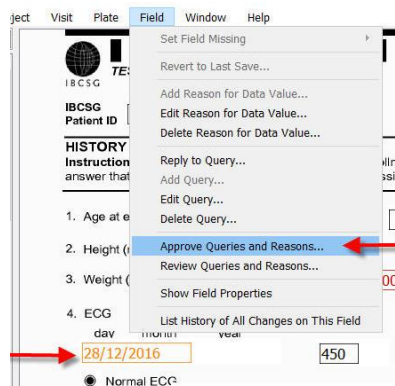 ject Visit Plate Field Window Help
Set Field Missing
TES
Revert to Last Save...
IBCSG
Add Reason for Data Value...
IBCSG
Edit Reason for Data Value...
Patient ID
Delete Reason for Data Value...
HISTORY
Instruction
Reply to Query...
answer that
Add Query...
Edit Query...
1. Age at e
Delete Query...
2. Height (
Approve Queries and Reasons...
Review Queries and Reasons...
3. Weight (
Show Field Properties
4. ECG
List History of All Changes on This Field
day month year
28/12/2016 450
Normal ECG